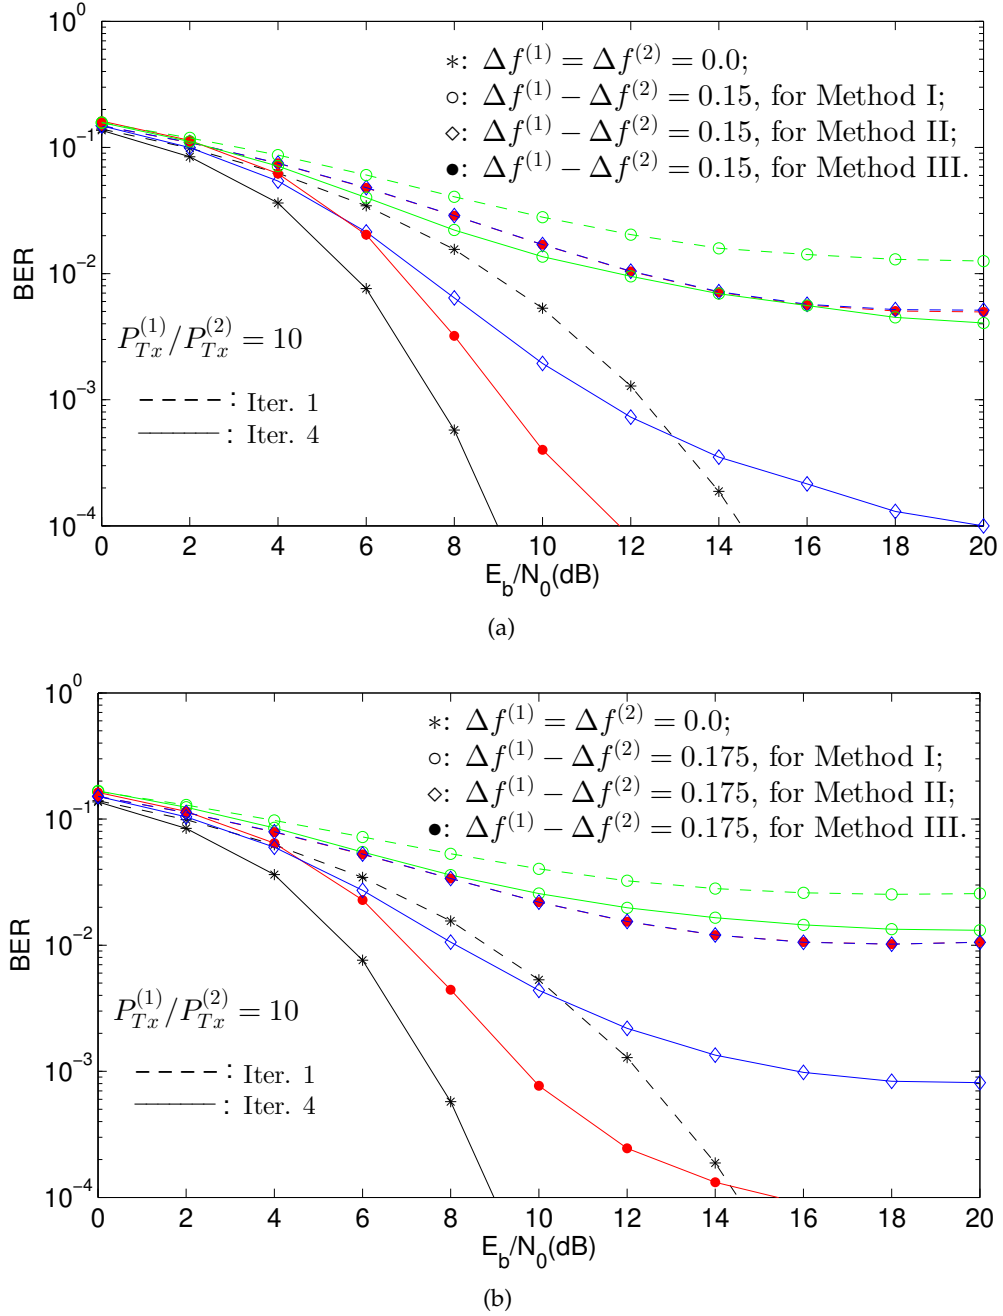 10^0
∗: Δf^(1) = Δf^(2) = 0.0;
○: Δf^(1) − Δf^(2) = 0.15, for Method I;
◇: Δf^(1) − Δf^(2) = 0.15, for Method II;
●: Δf^(1) − Δf^(2) = 0.15, for Method III.
10^−1
10^−2
BER
P_Tx^(1)/P_Tx^(2) = 10
10^−3
: Iter. 1
: Iter. 4
10^−4
0 2 4 6 8 10 12 14 16 18 20
E_b/N_0(dB)
(a)
10^0
∗: Δf^(1) = Δf^(2) = 0.0;
○: Δf^(1) − Δf^(2) = 0.175, for Method I;
◇: Δf^(1) − Δf^(2) = 0.175, for Method II;
●: Δf^(1) − Δf^(2) = 0.175, for Method III.
10^−1
10^−2
BER
P_Tx^(1)/P_Tx^(2) = 10
10^−3
: Iter. 1
: Iter. 4
10^−4
0 2 4 6 8 10 12 14 16 18 20
E_b/N_0(dB)
(b)